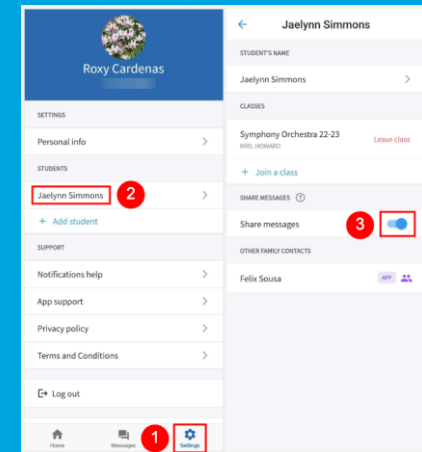 Roxy Cardenas
SETTINGS
Personal info
STUDENTS
Jaelynn Simmons
2
+ Add student
SUPPORT
Notifications help
App support
Privacy policy
Terms and Conditions
Log out
1
Home
Messages
Settings
Jaelynn Simmons
STUDENT'S NAME
Jaelynn Simmons
CLASSES
Symphony Orchestra 22-23
MRS. HOWARD
Leave class
+ Join a class
SHARE MESSAGES ?
Share messages
3
OTHER FAMILY CONTACTS
Felix Sousa
APP